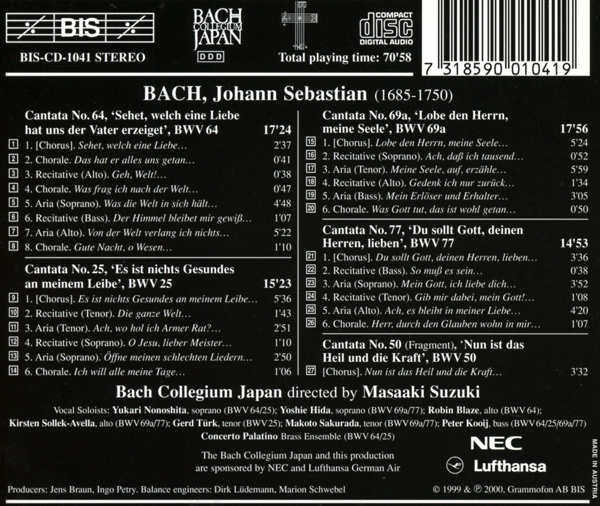 BIS
BIS-CD-1041 STEREO
BACH
COLLEGIUM
JAPAN
D D D
COMPACT
disc
DIGITAL AUDIO
Total playing time: 70'58
7 318590 010419
BACH, Johann Sebastian (1685-1750)
Cantata No. 64, ‘Sehet, welch eine Liebe
hat uns der Vater erzeiget’, BWV 64 17'24
1 1. [Chorus]. Sehet, welch eine Liebe… 2'37
2 2. Chorale. Das hat er alles uns getan… 0'41
3 3. Recitative (Alto). Geh, Welt!… 0'38
4 4. Chorale. Was frag ich nach der Welt… 0'47
5 5. Aria (Soprano). Was die Welt in sich hält… 4'48
6 6. Recitative (Bass). Der Himmel bleibet mir gewiß… 1'07
7 7. Aria (Alto). Von der Welt verlang ich nichts… 5'22
8 8. Chorale. Gute Nacht, o Wesen… 1'10
Cantata No. 25, ‘Es ist nichts Gesundes
an meinem Leibe’, BWV 25 15'23
9 1. [Chorus]. Es ist nichts Gesundes an meinem Leibe… 5'36
10 2. Recitative (Tenor). Die ganze Welt… 1'43
11 3. Aria (Tenor). Ach, wo hol ich Armer Rat?… 2'51
12 4. Recitative (Soprano). O Jesu, lieber Meister… 1'10
13 5. Aria (Soprano). Öffne meinen schlechten Liedern… 2'50
14 6. Chorale. Ich will alle meine Tage… 1'06
Cantata No. 69a, ‘Lobe den Herrn,
meine Seele’, BWV 69a 17'56
15 1. [Chorus]. Lobe den Herrn, meine Seele… 5'24
16 2. Recitative (Soprano). Ach, daß ich tausend… 0'52
17 3. Aria (Tenor). Meine Seele, auf, erzähle… 5'59
18 4. Recitative (Alto). Gedenk ich nur zurück… 1'34
19 5. Aria (Bass). Mein Erlöser und Erhalter… 3'05
20 6. Chorale. Was Gott tut, das ist wohl getan… 0'50
Cantata No. 77, ‘Du sollt Gott, deinen
Herren, lieben’, BWV 77 14'53
21 1. [Chorus]. Du sollt Gott, deinen Herren, lieben… 3'36
22 2. Recitative (Bass). So muß es sein… 0'38
23 3. Aria (Soprano). Mein Gott, ich liebe dich… 3'52
24 4. Recitative (Tenor). Gib mir dabei, mein Gott!… 1'08
25 5. Aria (Alto). Ach, es bleibt in meiner Liebe… 4'20
26 6. Chorale. Herr, durch den Glauben wohn in mir… 1'07
Cantata No. 50 (Fragment), ‘Nun ist das
Heil und die Kraft’, BWV 50
27 [Chorus]. Nun ist das Heil und die Kraft… 3'32
Bach Collegium Japan directed by Masaaki Suzuki
Vocal Soloists: Yukari Nonoshita, soprano (BWV 64/25); Yoshie Hida, soprano (BWV 69a/77); Robin Blaze, alto (BWV 64);
Kirsten Sollek-Avella, alto (BWV 69a/77); Gerd Türk, tenor (BWV 25); Makoto Sakurada, tenor (BWV 69a/77); Peter Kooij, bass (BWV 64/25/69a/77)
Concerto Palatino Brass Ensemble (BWV 64/25)
The Bach Collegium Japan and this production
are sponsored by NEC and Lufthansa German Air
NEC
Lufthansa
MADE IN AUSTRIA
Producers: Jens Braun, Ingo Petry. Balance engineers: Dirk Lüdemann, Marion Schwebel
© 1999 & ℗ 2000, Grammofon AB BIS